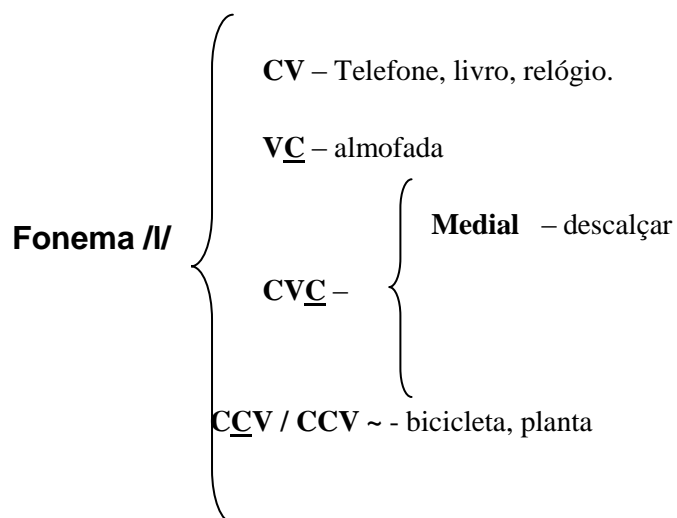 CV – Telefone, livro, relógio.
VC – almofada
Fonema /l/
Medial – descalçar
CVC –
CCV / CCV ~ - bicicleta, planta